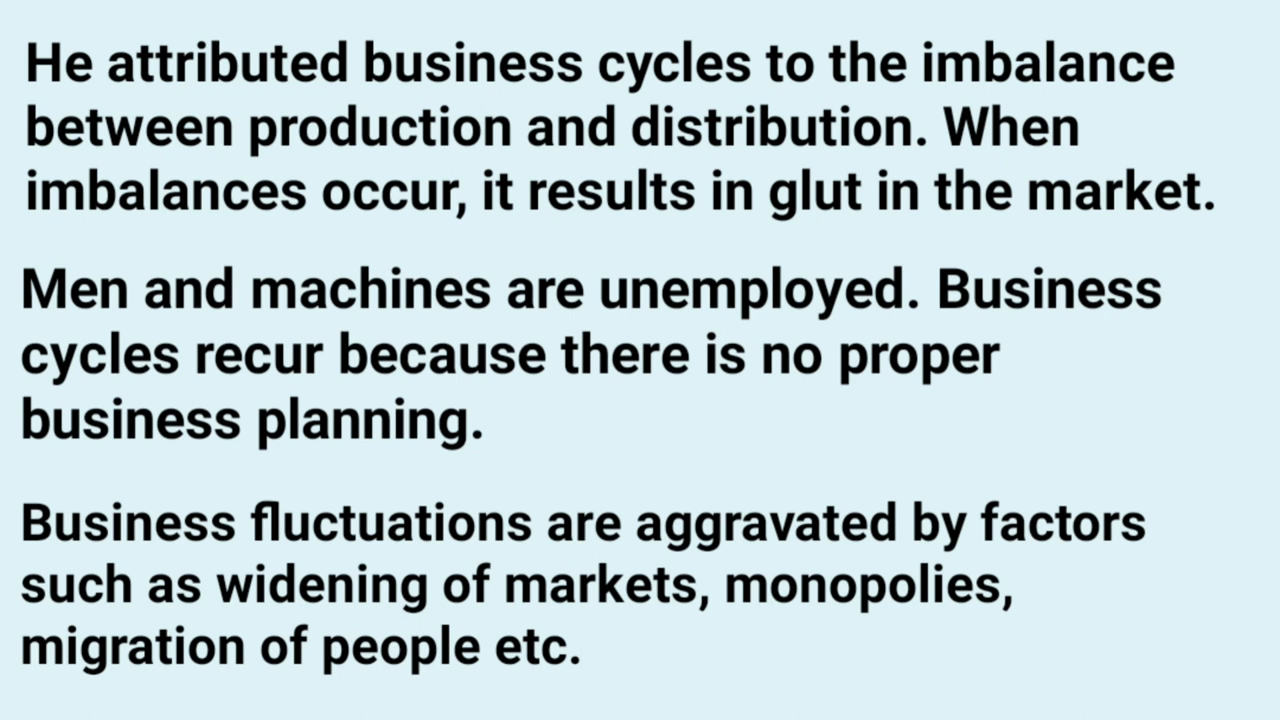 He attributed business cycles to the imbalance
between production and distribution. When
imbalances occur, it results in glut in the market.
Men and machines are unemployed. Business
cycles recur because there is no proper
business planning.
Business fluctuations are aggravated by factors
such as widening of markets, monopolies,
migration of people etc.